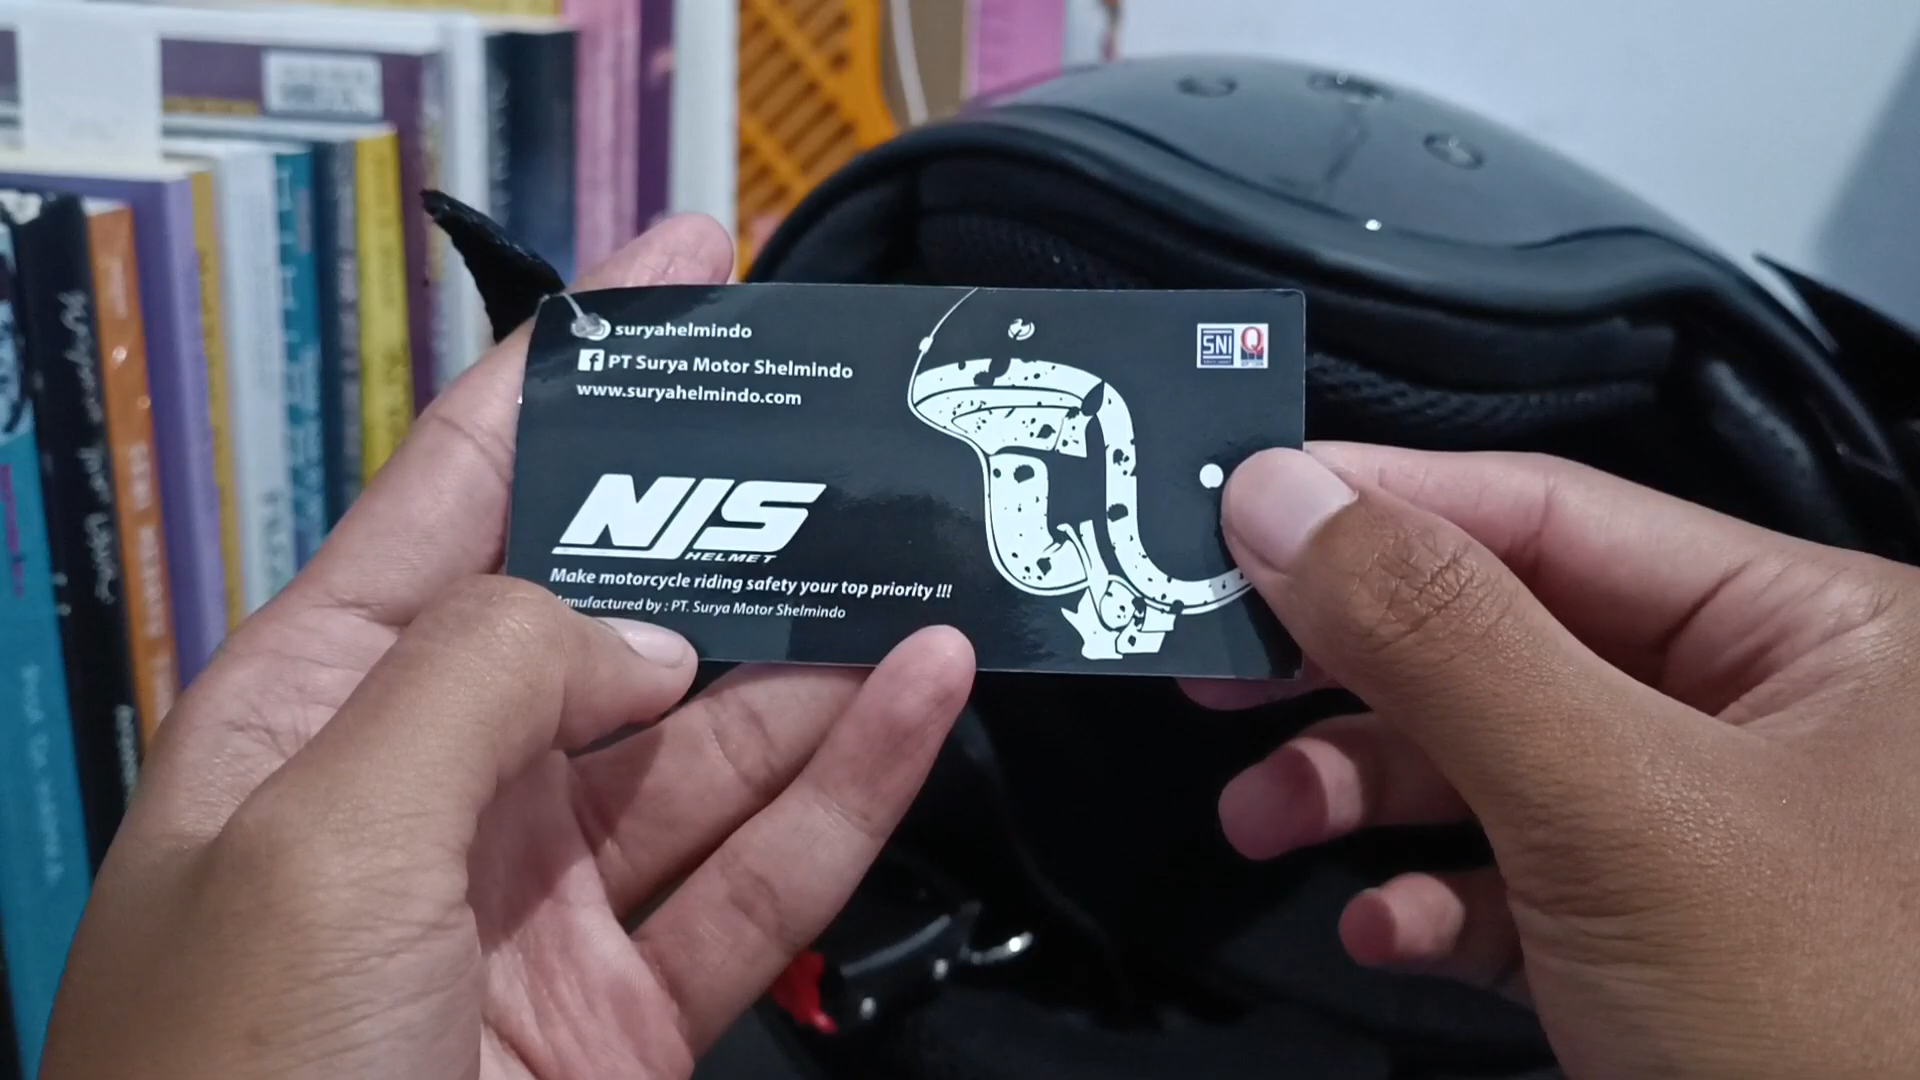 suryahelmindo
PT Surya Motor Shelmindo
www.suryahelmindo.com
SNI
NJS
HELMET
Make motorcycle riding safety your top priority !!!
Manufactured by : PT. Surya Motor Shelmindo